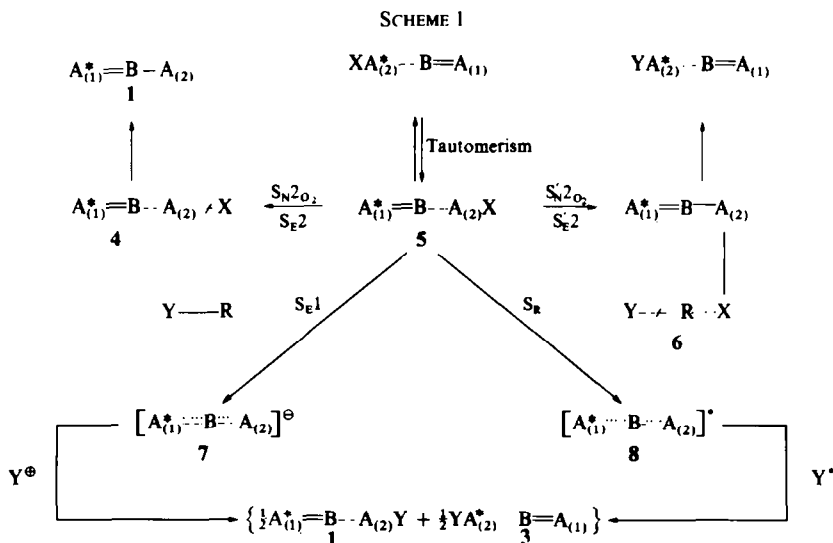 SCHEME 1
A*(1)=B-A(2) XA*(2)--B=A(1) YA*(2)--B=A(1)
1
Tautomerism
A*(1)=B--A(2)-/-X SN2O2 A*(1)=B--A(2)X S'N2O2 A*(1)=B-A(2)
SE2 S'E2
4 5
Y—R SE1 SR Y--/-R··X
6
[A*(1)=B=A(2)]⊖ [A*(1)···B···A(2)]•
7 8
Y⊕ Y•
{½A*(1)=B--A(2)Y + ½YA*(2) B=A(1)}
1 3